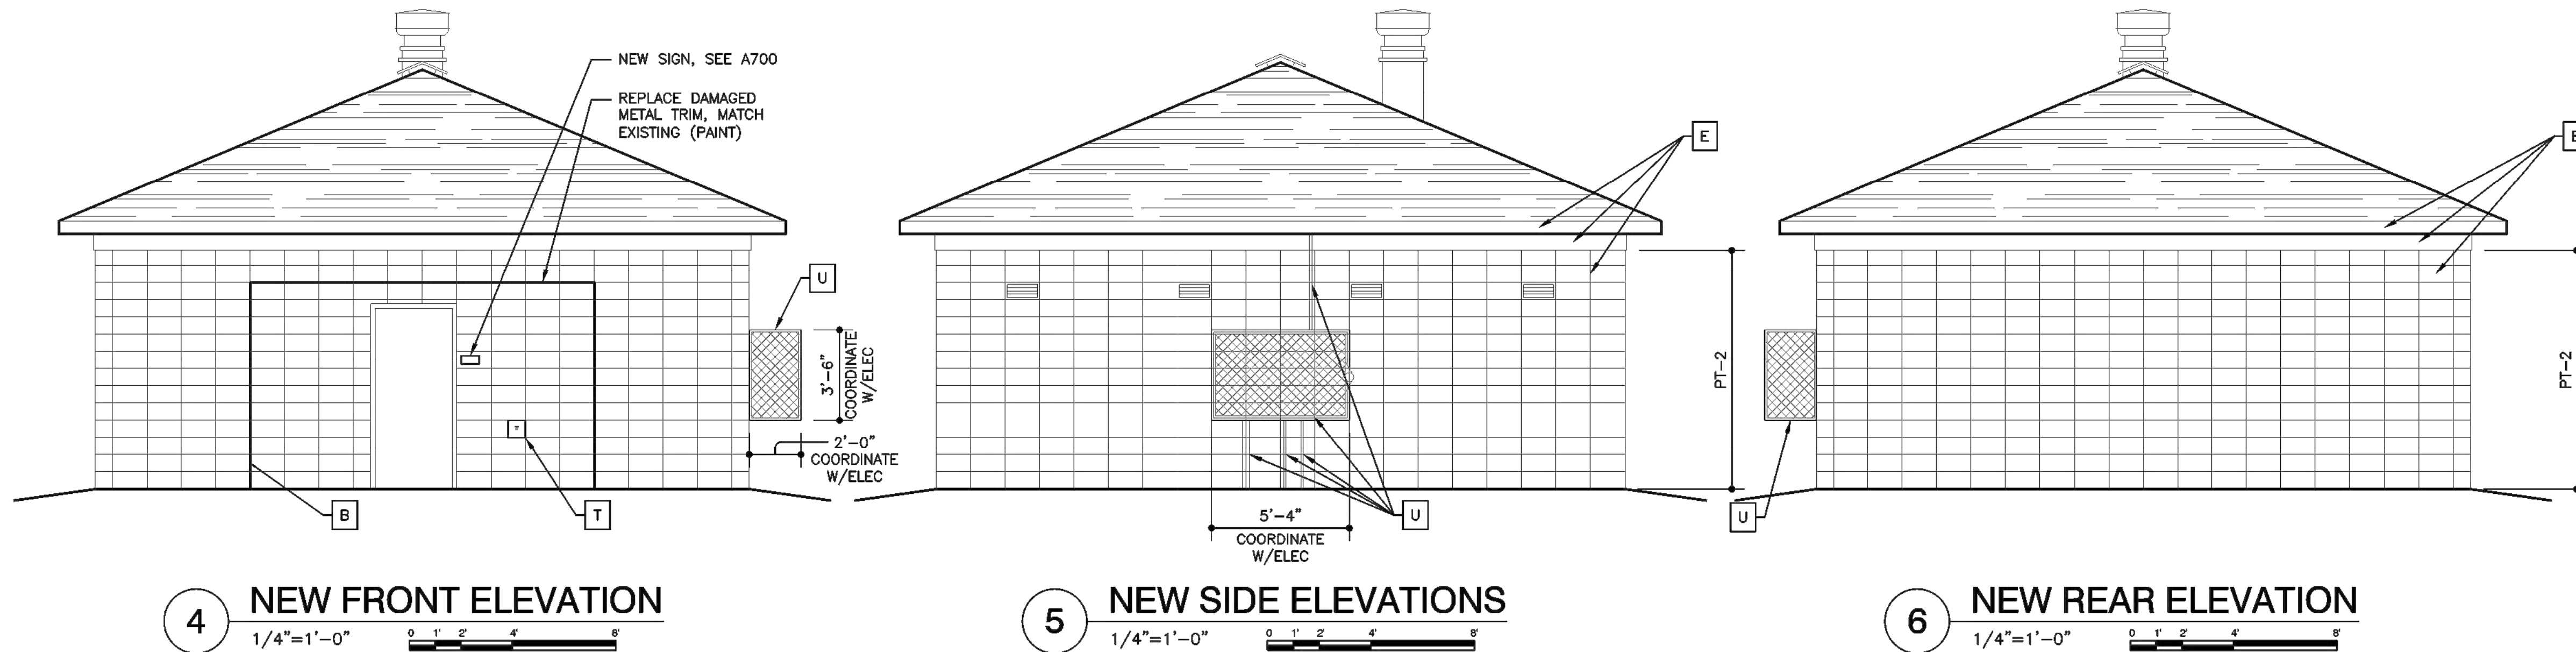 NEW SIGN, SEE A700
REPLACE DAMAGED
METAL TRIM, MATCH
EXISTING (PAINT)
U
3'-6"
COORDINATE
W/ELEC
2'-0"
COORDINATE
W/ELEC
B
T
4
NEW FRONT ELEVATION
1/4"=1'-0"
0 1' 2' 4' 8'
E
PT-2
U
5'-4"
COORDINATE
W/ELEC
5
NEW SIDE ELEVATIONS
1/4"=1'-0"
0 1' 2' 4' 8'
E
PT-2
U
6
NEW REAR ELEVATION
1/4"=1'-0"
0 1' 2' 4' 8'